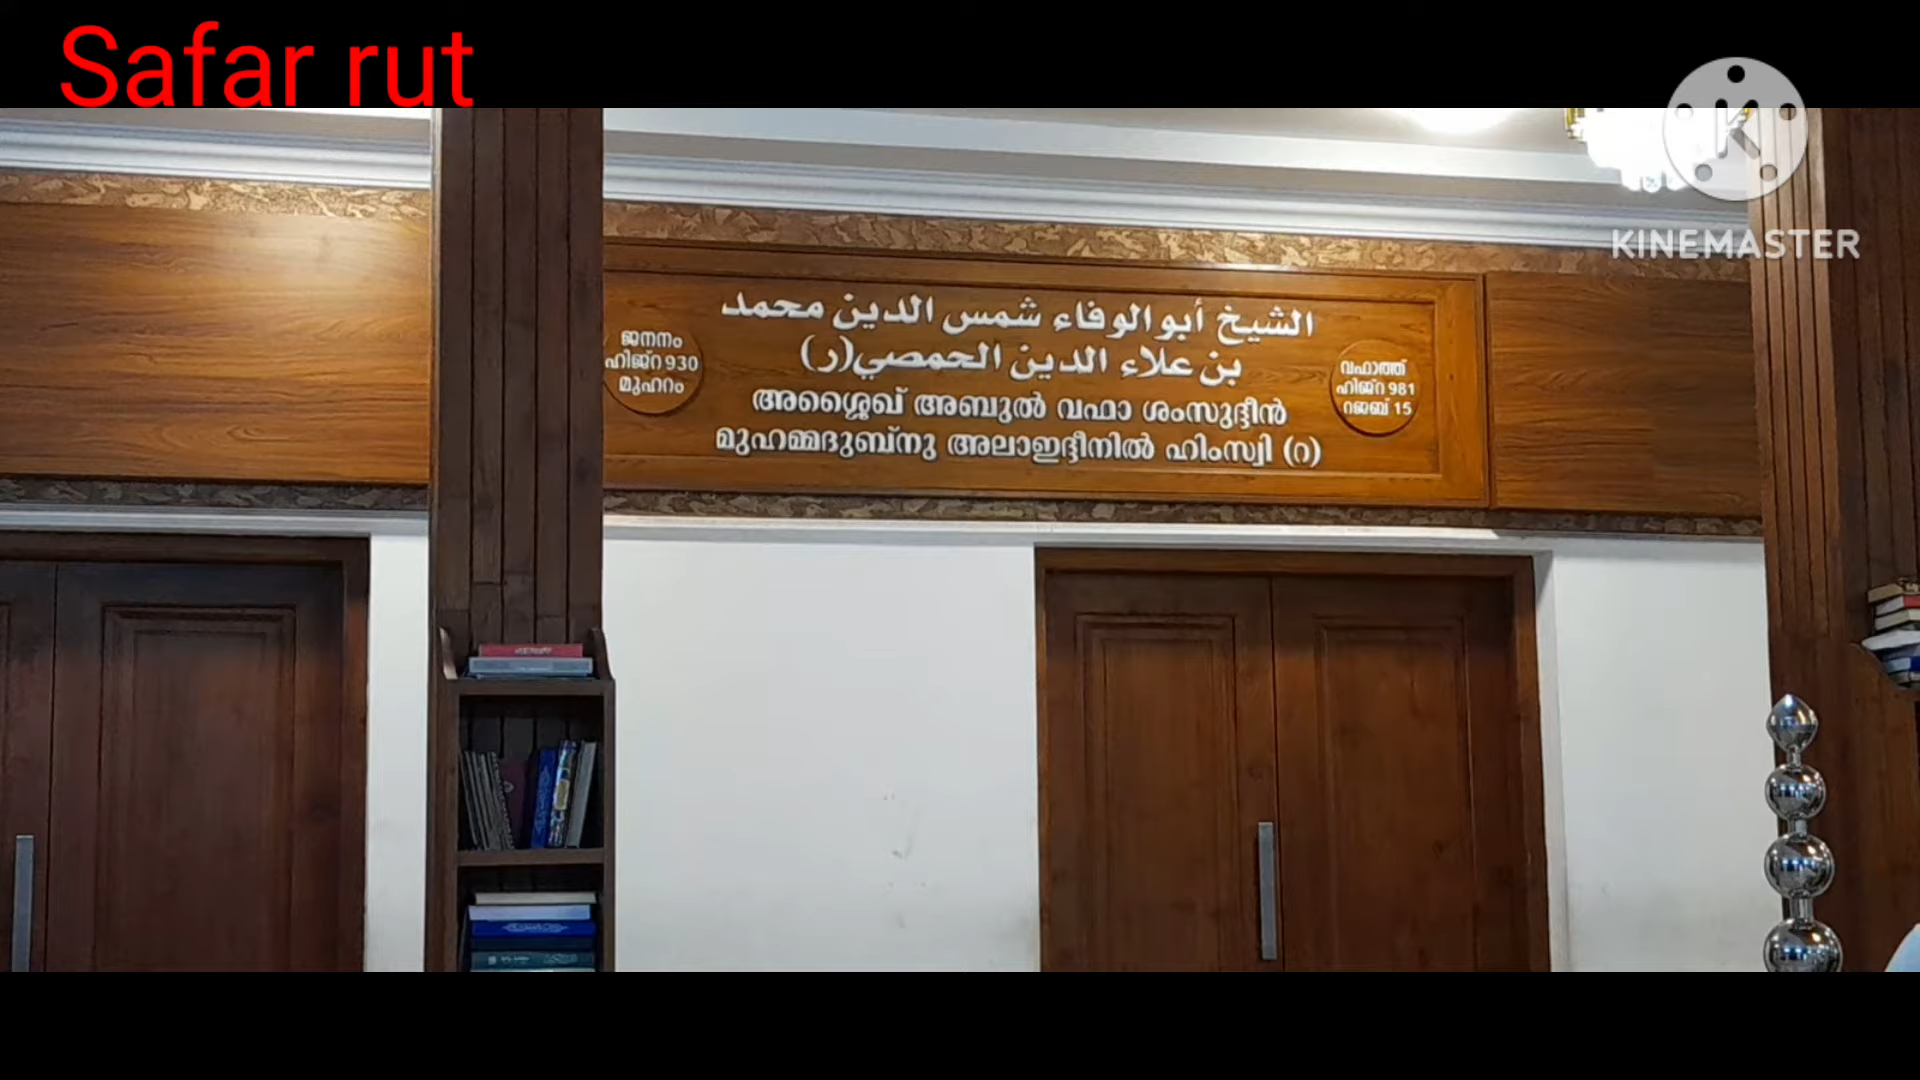 Safar rut
KINEMASTER
الشيخ أبو الوفاء شمس الدين محمد
بن علاء الدين الحمصي(ر)
അശ്ശൈഖ് അബുൽ വഫാ ശംസുദ്ദീൻ
മുഹമ്മദുബ്നു അലാഇദ്ദീനിൽ ഹിംസ്വി (റ)
ജനനം
ഹിജ്റ 930
മുഹറം
വഫാത്ത്
ഹിജ്റ 981
റജബ് 15